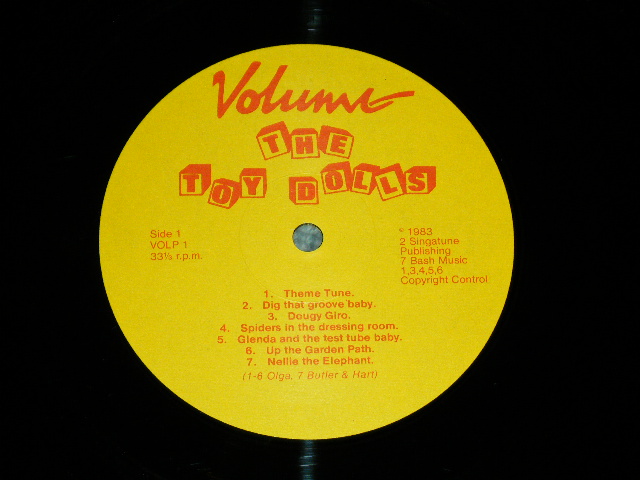 Volume
THE
TOY DOLLS
Side 1
VOLP 1
33⅓ r.p.m.
℗ 1983
2 Singatune
Publishing
7 Bash Music
1,3,4,5,6
Copyright Control
1. Theme Tune.
2. Dig that groove baby.
3. Dougy Giro.
4. Spiders in the dressing room.
5. Glenda and the test tube baby.
6. Up the Garden Path.
7. Nellie the Elephant.
(1-6 Olga, 7 Butler & Hart)